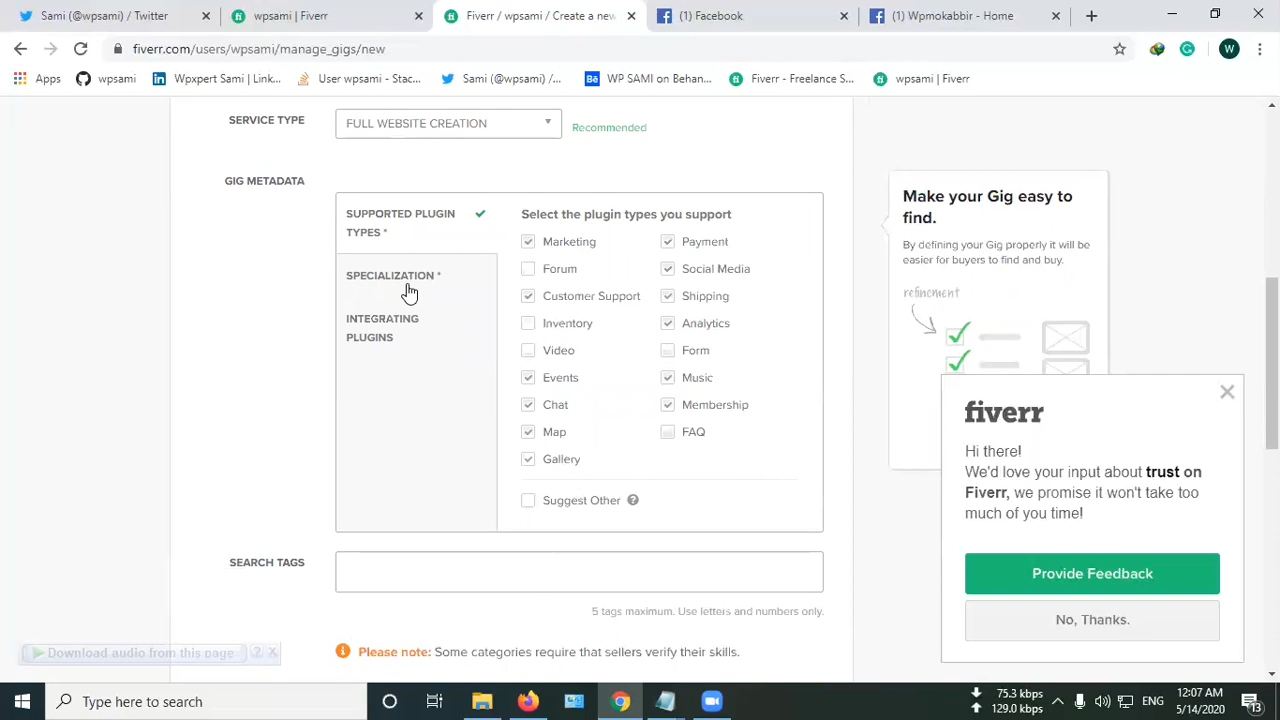 Sami (@wpsami) / Twitter
wpsami | Fiverr
Fiverr / wpsami / Create a new
(1) Facebook
(1) Wpmokabbir - Home
fiverr.com/users/wpsami/manage_gigs/new
W
Apps
wpsami
Wpxpert Sami | Link...
User wpsami - Stac...
Sami (@wpsami) /...
WP SAMI on Behan...
Fiverr - Freelance S...
wpsami | Fiverr
SERVICE TYPE
FULL WEBSITE CREATION
Recommended
GIG METADATA
SUPPORTED PLUGIN
TYPES *
SPECIALIZATION *
INTEGRATING
PLUGINS
Select the plugin types you support
Marketing
Payment
Forum
Social Media
Customer Support
Shipping
Inventory
Analytics
Video
Form
Events
Music
Chat
Membership
Map
FAQ
Gallery
Suggest Other ?
SEARCH TAGS
5 tags maximum. Use letters and numbers only.
Please note: Some categories require that sellers verify their skills.
Make your Gig easy to
find.
By defining your Gig properly it will be
easier for buyers to find and buy.
refinement
fiverr
Hi there!
We'd love your input about trust on
Fiverr, we promise it won't take too
much of you time!
Provide Feedback
No, Thanks.
Download audio from this page ? x
Type here to search
75.3 kbps
129.0 kbps
ENG
12:07 AM
5/14/2020
13